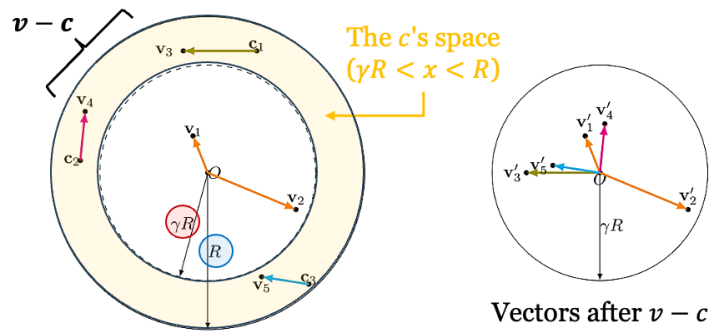 v − c
v₃
c₁
The c's space
(γR < x < R)
v₄
v₁
c₂
O
v₂
γR
R
v₅
c₃
v′₁
v′₄
v′₅
v′₃
O
v′₂
γR
Vectors after v − c